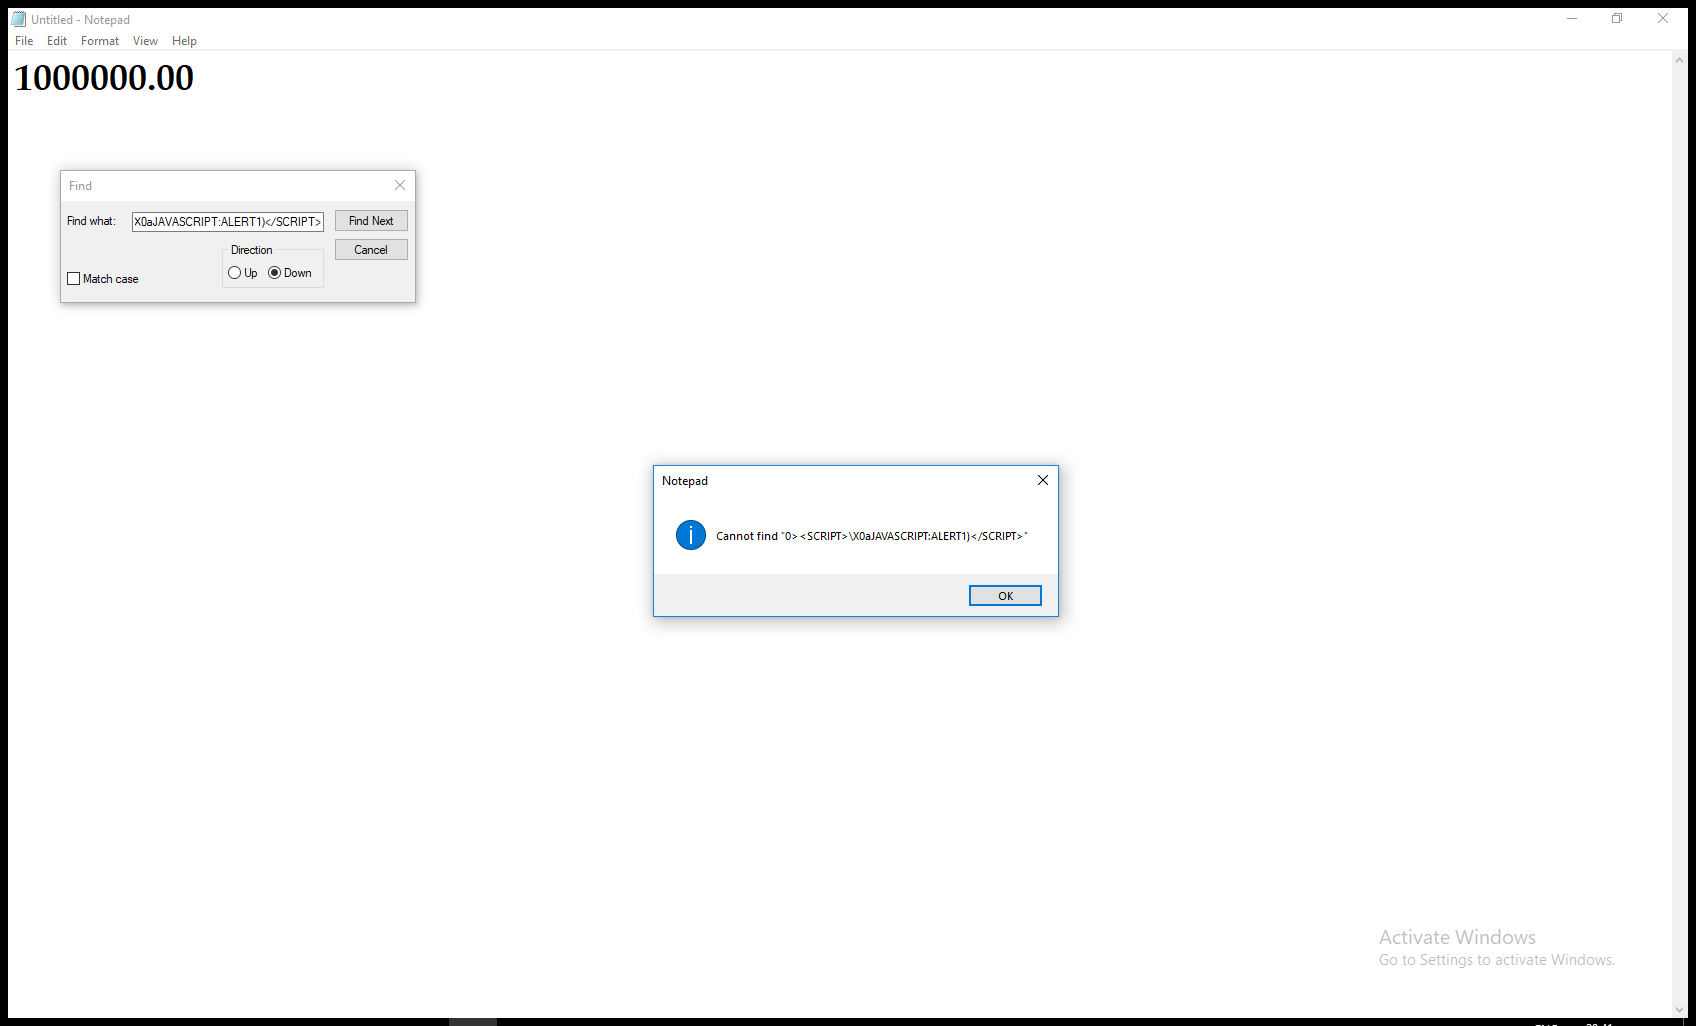 Untitled - Notepad
File Edit Format View Help
1000000.00
Find
Find what: X0aJAVASCRIPT:ALERT1)</SCRIPT> Find Next
Direction Cancel
Up Down
Match case
Notepad
Cannot find "0><SCRIPT>\X0aJAVASCRIPT:ALERT1)</SCRIPT>"
OK
Activate Windows
Go to Settings to activate Windows.